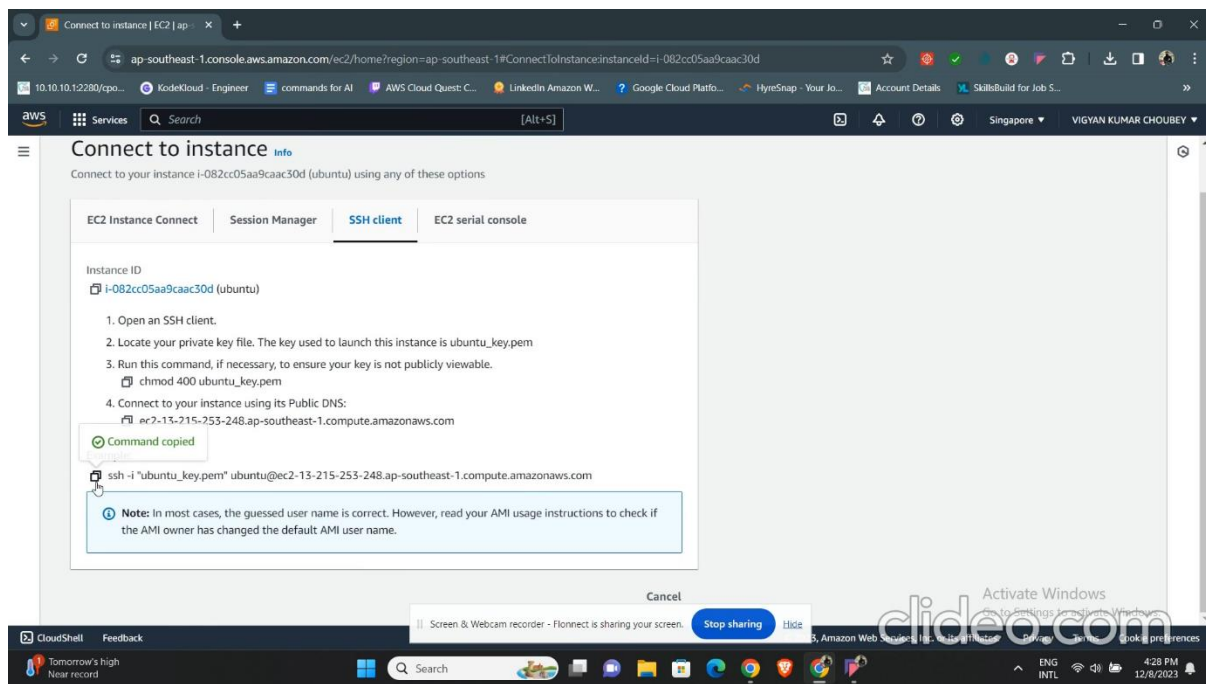 Connect to instance | EC2 | ap-
ap-southeast-1.console.aws.amazon.com/ec2/home?region=ap-southeast-1#ConnectToInstance:instanceId=i-082cc05aa9caac30d
10.10.10.1:2280/cpo... KodeKloud - Engineer commands for AI AWS Cloud Quest: C... LinkedIn Amazon W... Google Cloud Platfo... HyreSnap - Your Jo... Account Details SkillsBuild for Job S... »
aws Services Search [Alt+S] Singapore ▼ VIGYAN KUMAR CHOUBEY ▼
Connect to instance Info
Connect to your instance i-082cc05aa9caac30d (ubuntu) using any of these options
EC2 Instance Connect Session Manager SSH client EC2 serial console
Instance ID
i-082cc05aa9caac30d (ubuntu)
1. Open an SSH client.
2. Locate your private key file. The key used to launch this instance is ubuntu_key.pem
3. Run this command, if necessary, to ensure your key is not publicly viewable.
chmod 400 ubuntu_key.pem
4. Connect to your instance using its Public DNS:
ec2-13-215-253-248.ap-southeast-1.compute.amazonaws.com
Command copied
ssh -i "ubuntu_key.pem" ubuntu@ec2-13-215-253-248.ap-southeast-1.compute.amazonaws.com
Note: In most cases, the guessed user name is correct. However, read your AMI usage instructions to check if
the AMI owner has changed the default AMI user name.
Cancel
Activate Windows
Go to Settings to activate Windows.
clideo.com
Screen & Webcam recorder - Flonnect is sharing your screen. Stop sharing Hide
CloudShell Feedback 3, Amazon Web Services, Inc. or its affiliates. Privacy Terms Cookie preferences
Tomorrow's high
Near record
Search
ENG
INTL
4:28 PM
12/8/2023